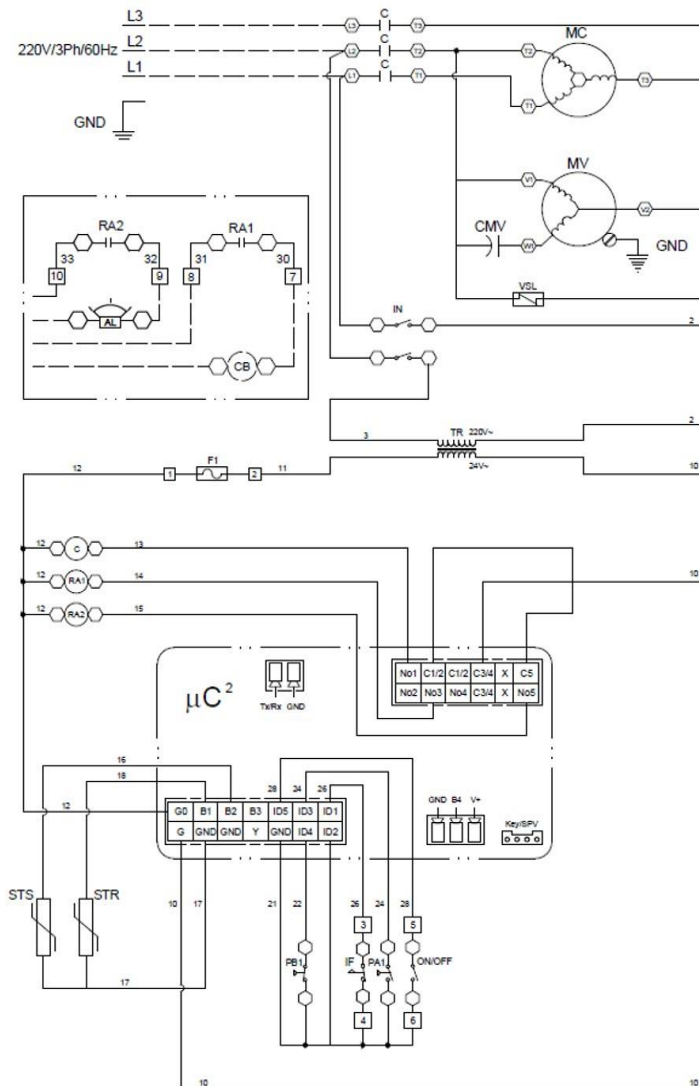 L3 L3 C T3
MC
220V/3Ph/60Hz L2 L2 C T2 T2 T3
L1 L1 C T1 T1
GND
MV
V1 V2
CMV W1 GND
RA2 RA1
33 32 31 30
10 9 8 7
AL
CB
VSL
IN 2
3 TR 220V~ 2
24V~
12 1 F1 2 11 10
12 C 13
12 RA1 14 10
12 RA2 15
No1 C1/2 C1/2 C3/4 X C5
No2 No3 No4 C3/4 X No5
µC²
Tx/Rx GND
16
18
28 24 26
12
G0 B1 B2 B3 ID5 ID3 ID1
G GND GND Y GND ID4 ID2
GND B4 V+
Key/SPV
STS STR
10 17 21 22 26 24 28
3 5
PB1 IF PA1 ON/OFF
17
4 6
10 10